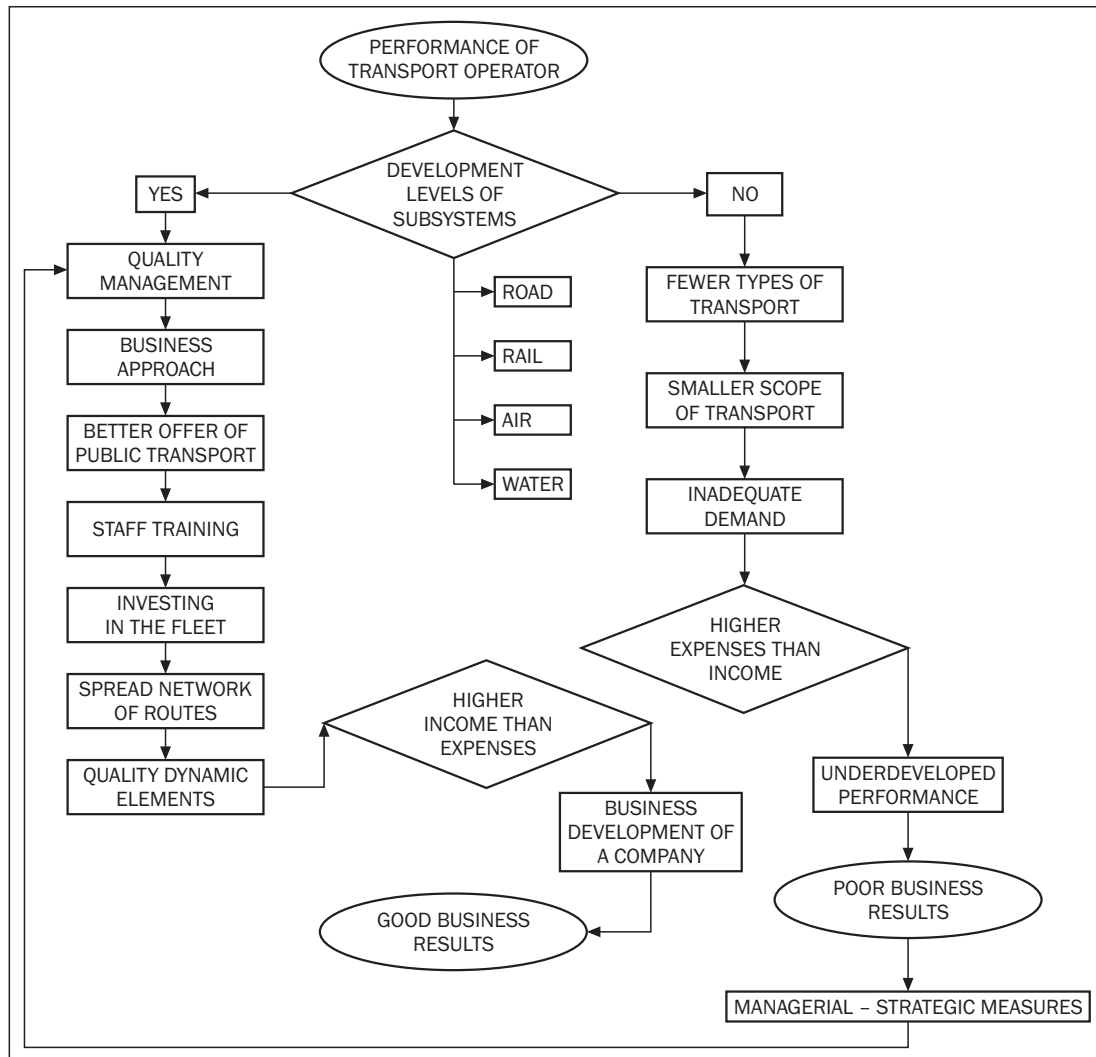 PERFORMANCE OF
TRANSPORT OPERATOR
DEVELOPMENT
LEVELS OF
SUBSYSTEMS
YES
NO
QUALITY
MANAGEMENT
BUSINESS
APPROACH
BETTER OFFER OF
PUBLIC TRANSPORT
STAFF TRAINING
INVESTING
IN THE FLEET
SPREAD NETWORK
OF ROUTES
QUALITY DYNAMIC
ELEMENTS
HIGHER
INCOME THAN
EXPENSES
BUSINESS
DEVELOPMENT OF
A COMPANY
GOOD BUSINESS
RESULTS
ROAD
RAIL
AIR
WATER
FEWER TYPES OF
TRANSPORT
SMALLER SCOPE
OF TRANSPORT
INADEQUATE
DEMAND
HIGHER
EXPENSES THAN
INCOME
UNDERDEVELOPED
PERFORMANCE
POOR BUSINESS
RESULTS
MANAGERIAL – STRATEGIC MEASURES